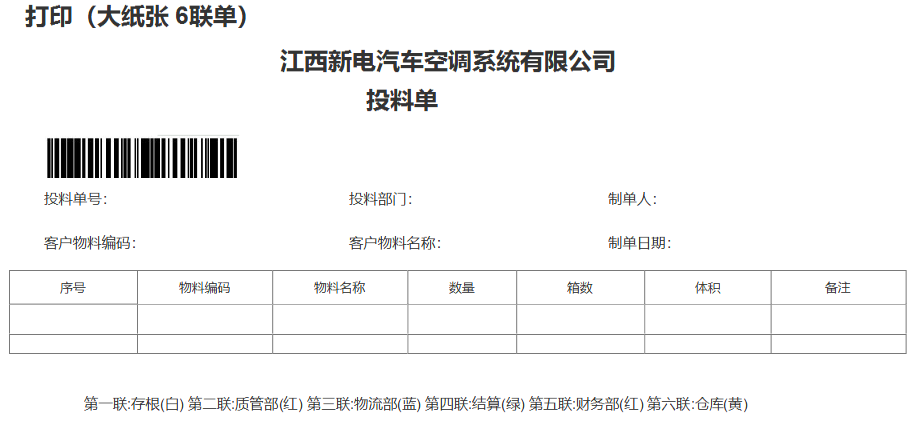 打印（大纸张 6联单）
江西新电汽车空调系统有限公司
投料单
投料单号： 投料部门： 制单人：
客户物料编码： 客户物料名称： 制单日期：
序号 物料编码 物料名称 数量 箱数 体积 备注
第一联:存根(白) 第二联:质管部(红) 第三联:物流部(蓝) 第四联:结算(绿) 第五联:财务部(红) 第六联:仓库(黄)